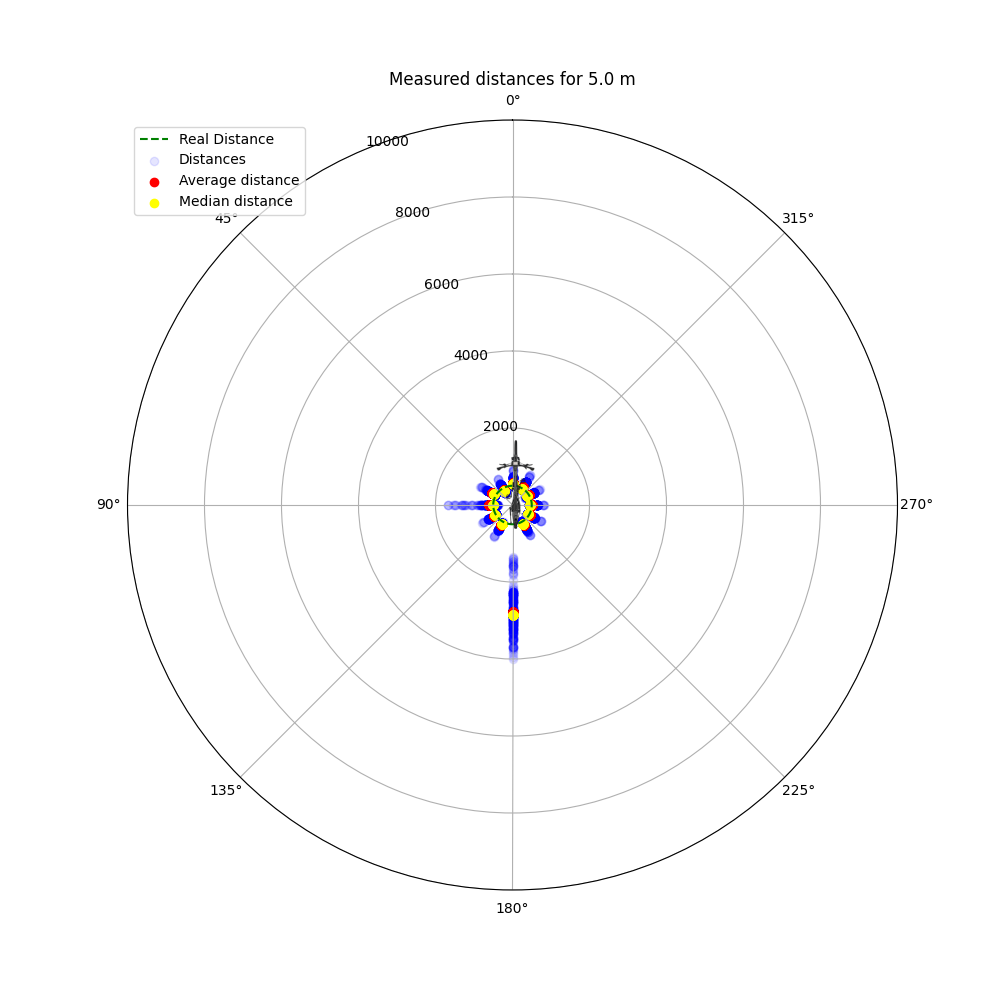 Measured distances for 5.0 m
0°
Real Distance
Distances
Average distance
Median distance
10000
8000
6000
4000
2000
45°
315°
90°
270°
135°
225°
180°